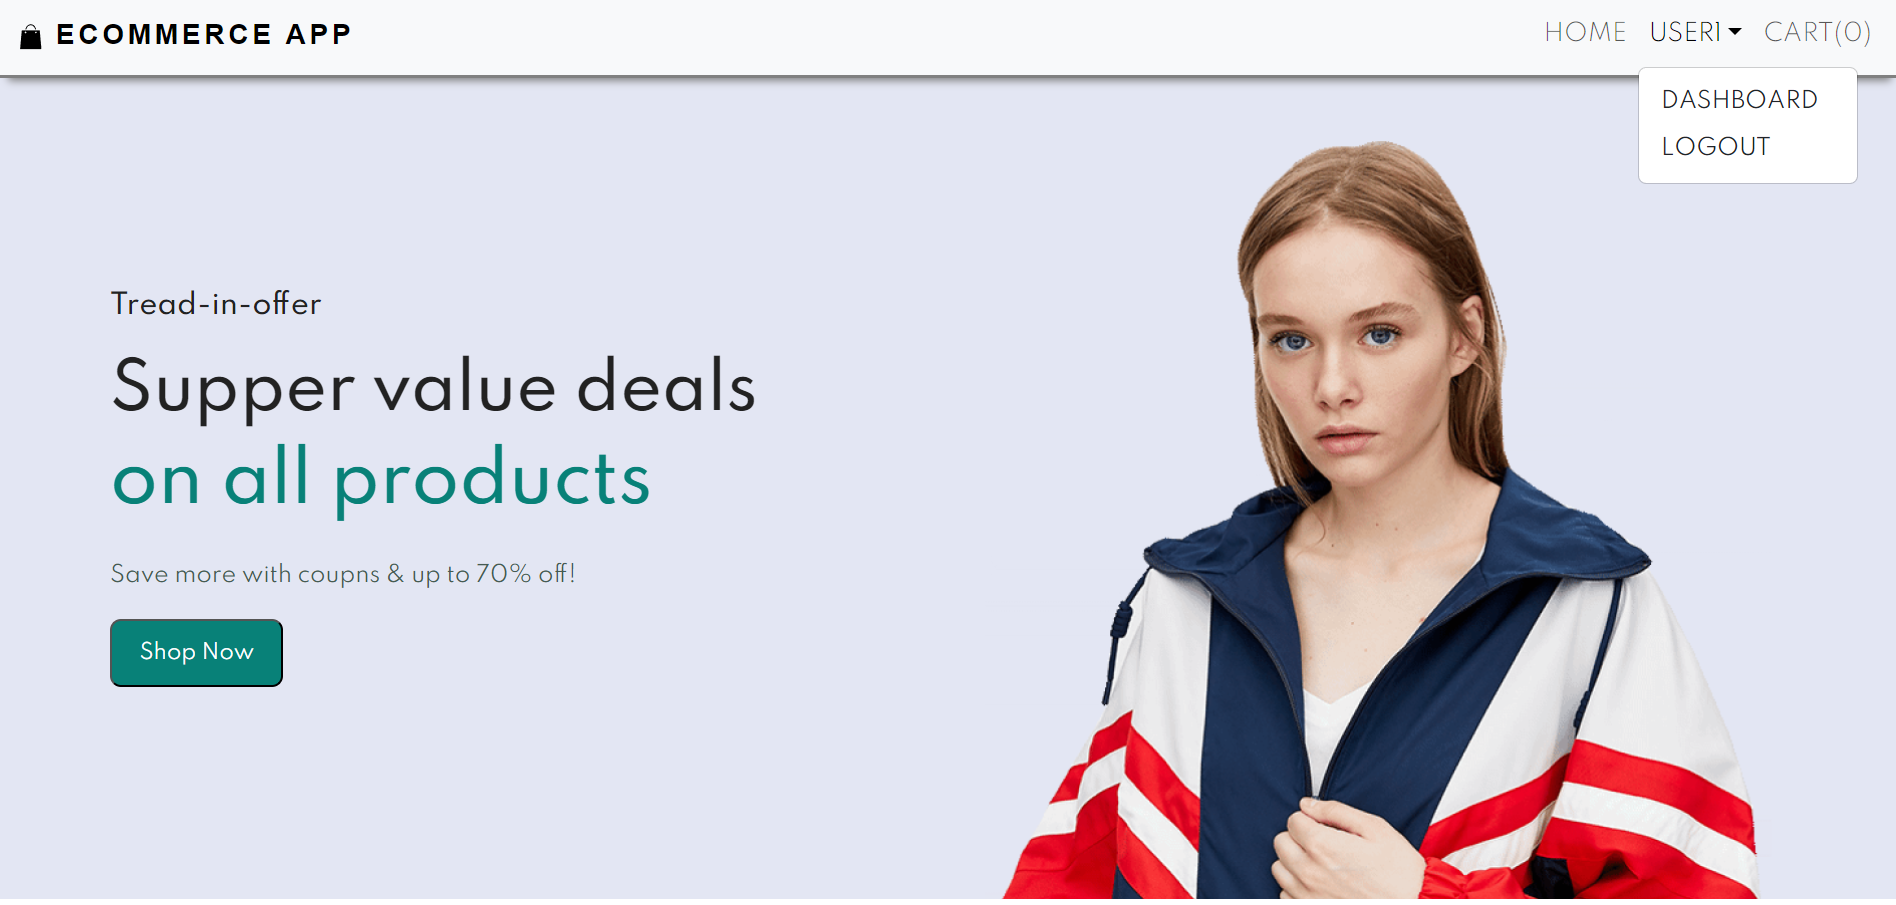 ECOMMERCE APP
HOME USER1 CART(0)
DASHBOARD
LOGOUT
Tread-in-offer
Supper value deals
on all products
Save more with coupns & up to 70% off!
Shop Now